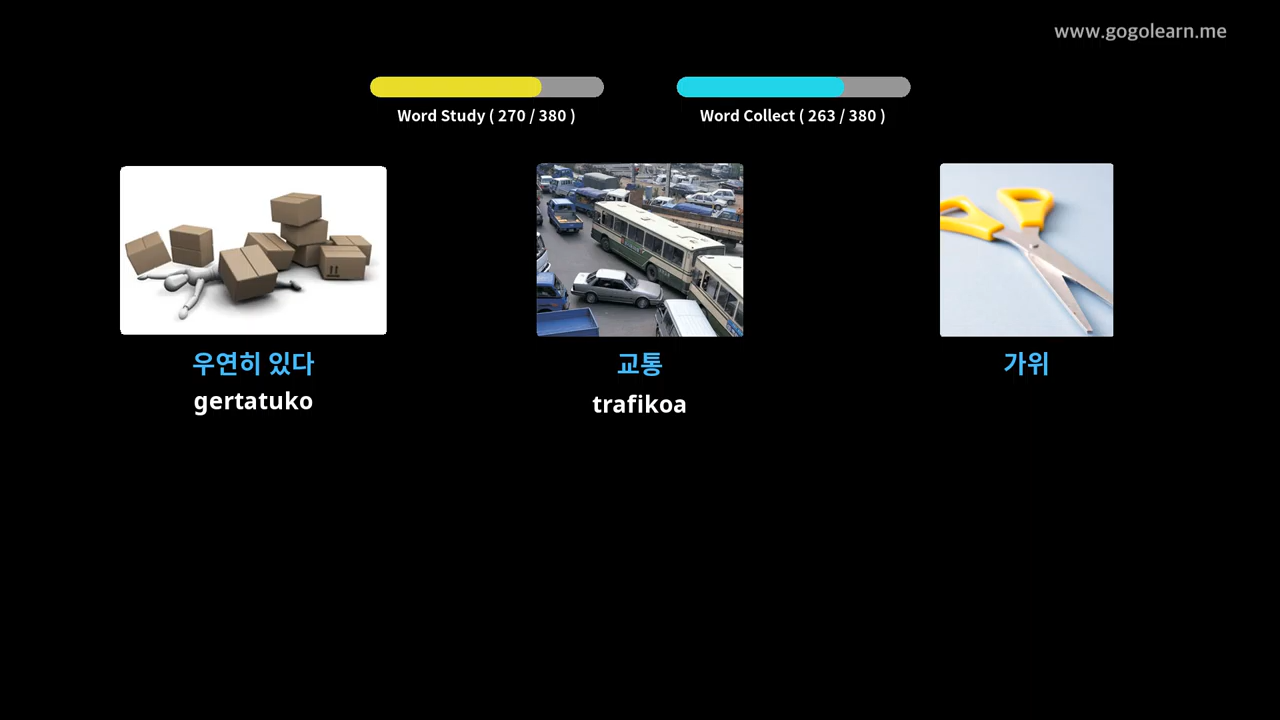 www.gogolearn.me
Word Study ( 270 / 380 )
Word Collect ( 263 / 380 )
우연히 있다
gertatuko
교통
trafikoa
가위